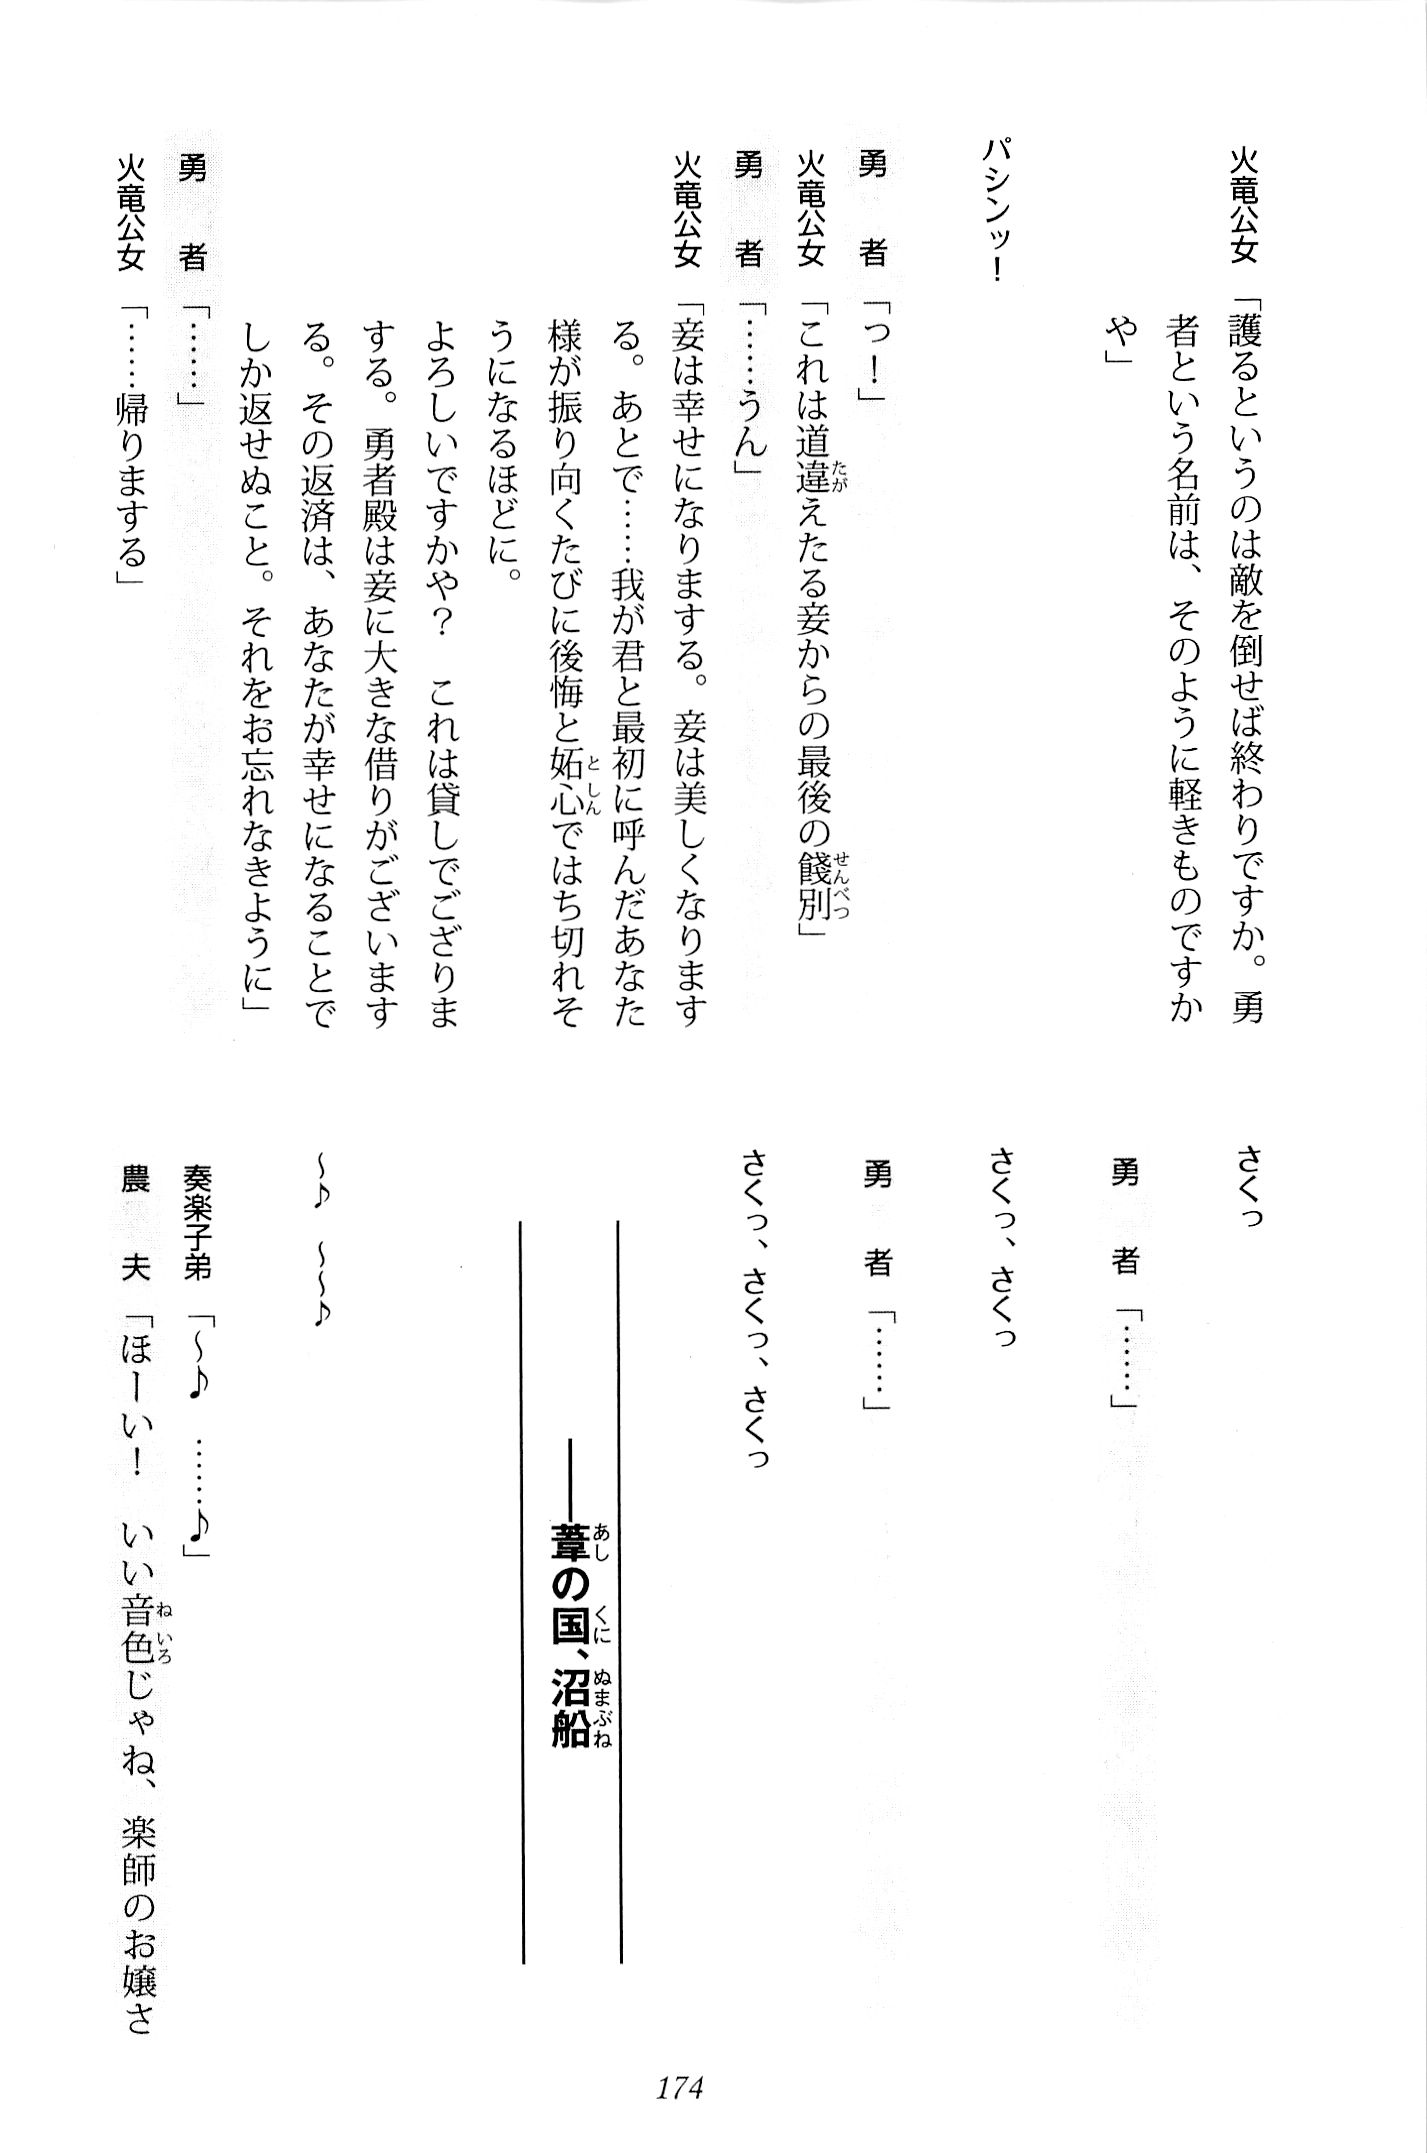 火竜公女「護るというのは敵を倒せば終わりですか。勇
者という名前は、そのように軽きものですか
や」
パシンッ！
勇　者「っ！」
火竜公女「これは道違えたる妾からの最後の餞別」
勇　者「……うん」
火竜公女「妾は幸せになりまする。妾は美しくなります
る。あとで……我が君と最初に呼んだあなた
様が振り向くたびに後悔と妬心ではち切れそ
うになるほどに。
よろしいですかや？　これは貸しでござりま
する。勇者殿は妾に大きな借りがございます
る。その返済は、あなたが幸せになることで
しか返せぬこと。それをお忘れなきように」
勇　者「……」
火竜公女「……帰りまする」
さくっ
勇　者「……」
さくっ、さくっ
勇　者「……」
さくっ、さくっ、さくっ
――葦の国、沼船
～♪　～～♪
奏楽子弟「～♪　……♪」
農　夫「ほーい！　いい音色じゃね、楽師のお嬢さ
174